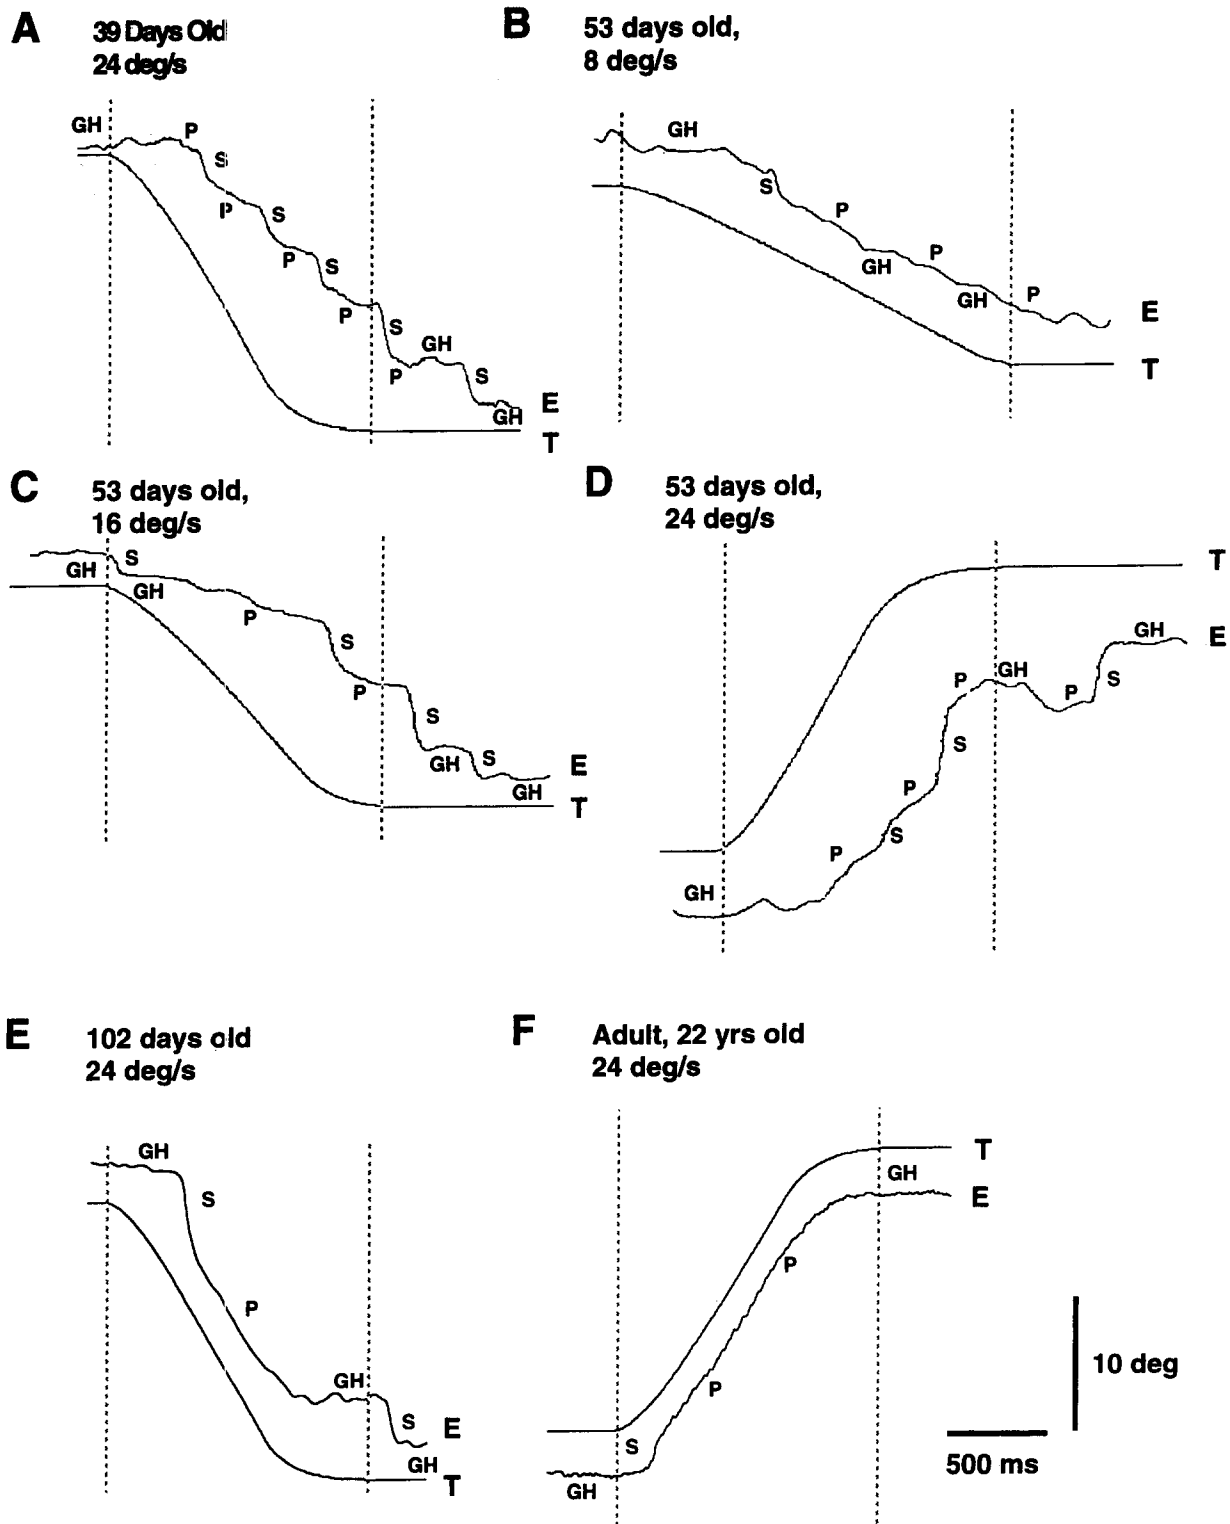 A
39 Days Old
24 deg/s
GH
P
S
P
S
P
S
P
S
P
GH
S
GH
E
T
B
53 days old,
8 deg/s
GH
S
P
GH
P
GH
P
E
T
C
53 days old,
16 deg/s
GH
S
GH
P
S
P
S
GH
S
GH
E
T
D
53 days old,
24 deg/s
GH
P
S
P
S
P
GH
P
S
GH
T
E
E
102 days old
24 deg/s
GH
S
P
GH
S
GH
E
T
F
Adult, 22 yrs old
24 deg/s
GH
S
P
P
GH
T
E
10 deg
500 ms